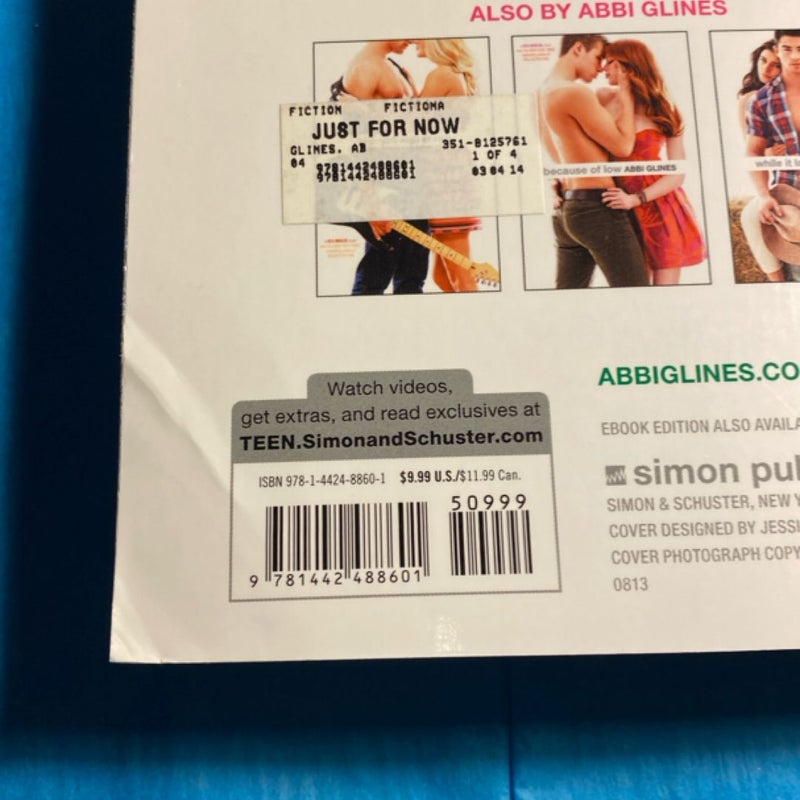 ALSO BY ABBI GLINES
FICTION FICTIONA
JUST FOR NOW
GLINES, AB 351-8125761
04 9781442488601 1 OF 4
9781442488601 03 04 14
because of low ABBI GLINES
while it la
Watch videos,
get extras, and read exclusives at
TEEN.SimonandSchuster.com
ISBN 978-1-4424-8860-1 $9.99 U.S./$11.99 Can.
50999
9 781442 488601
ABBIGLINES.CO
EBOOK EDITION ALSO AVAILA
simon pul
SIMON & SCHUSTER, NEW Y
COVER DESIGNED BY JESSI
COVER PHOTOGRAPH COPY
0813